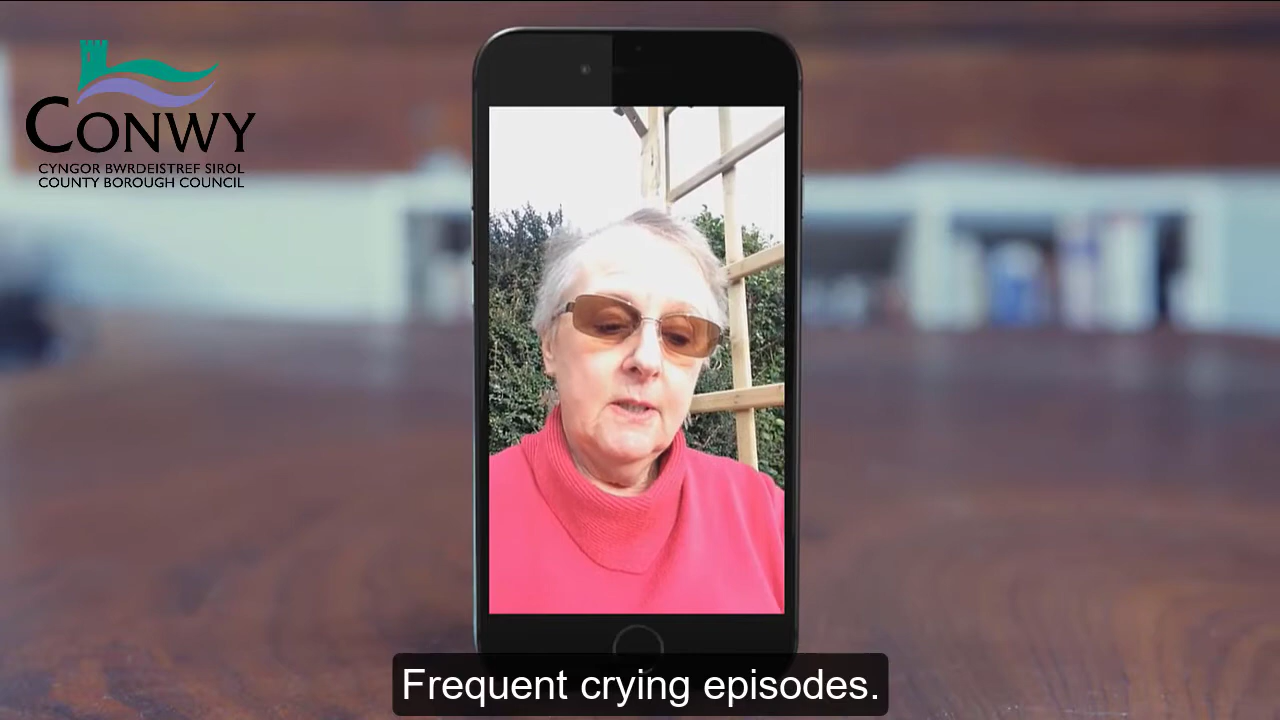 CONWY
CYNGOR BWRDEISTREF SIROL
COUNTY BOROUGH COUNCIL
Frequent crying episodes.